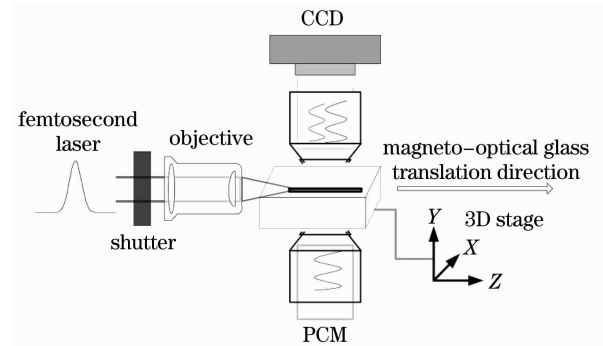 CCD
femtosecond
laser
objective
magneto-optical glass
translation direction
shutter
Y
3D stage
X
Z
PCM